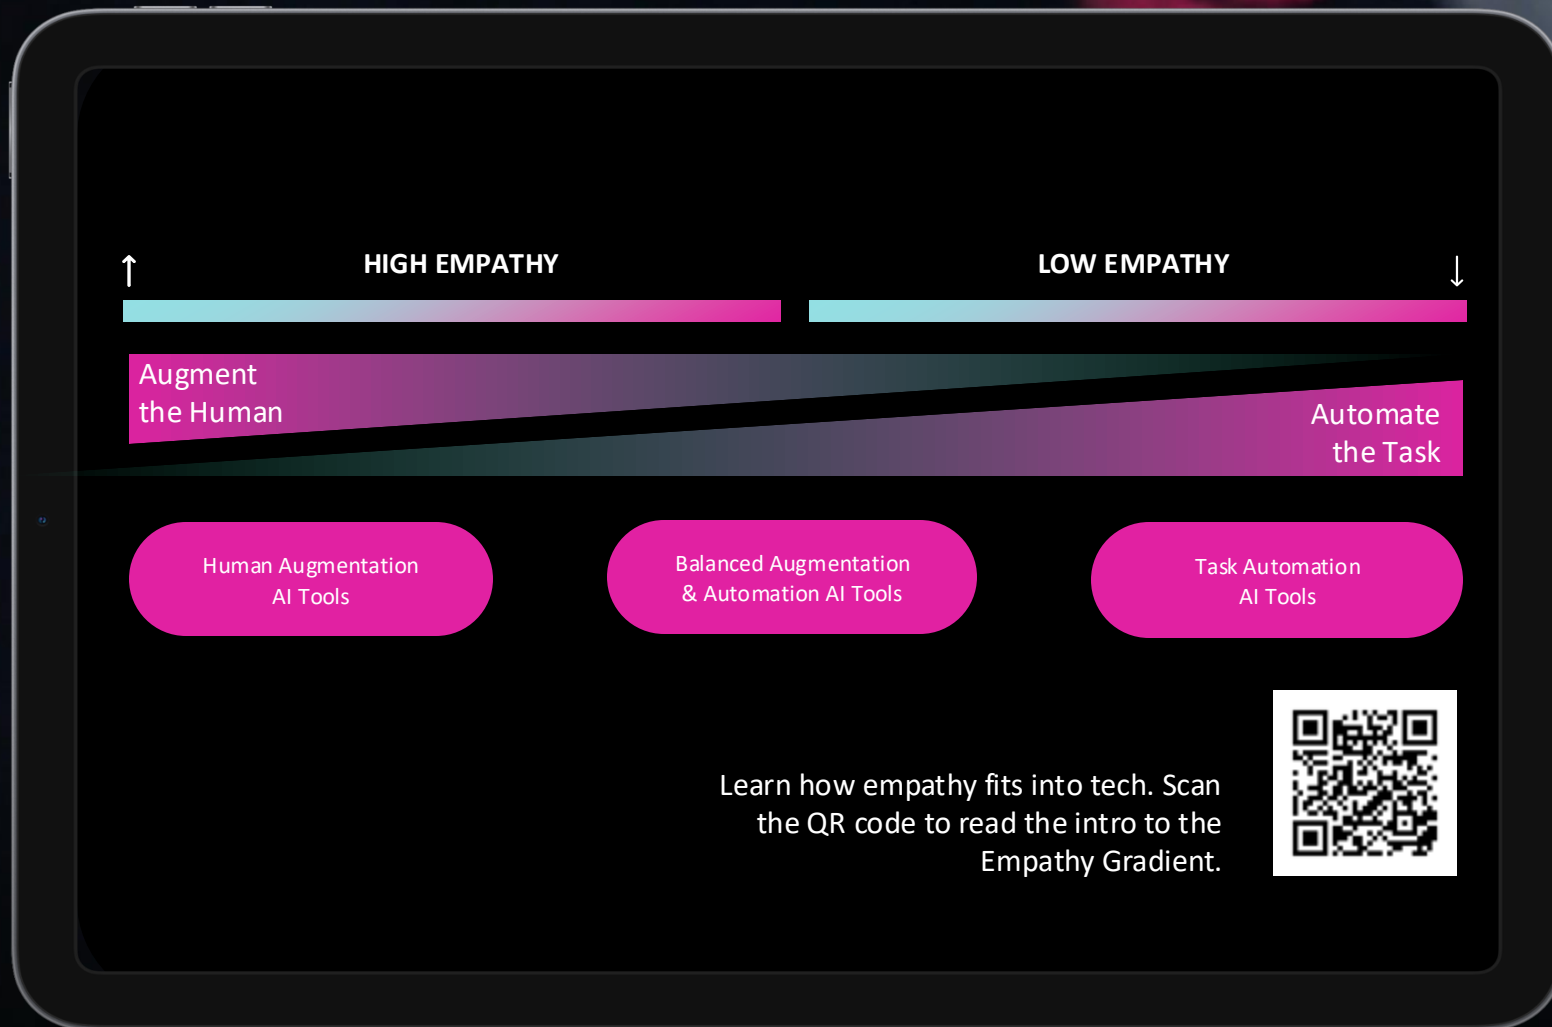 ↑ HIGH EMPATHY LOW EMPATHY ↓
Augment
the Human
Automate
the Task
Human Augmentation
AI Tools
Balanced Augmentation
& Automation AI Tools
Task Automation
AI Tools
Learn how empathy fits into tech. Scan
the QR code to read the intro to the
Empathy Gradient.